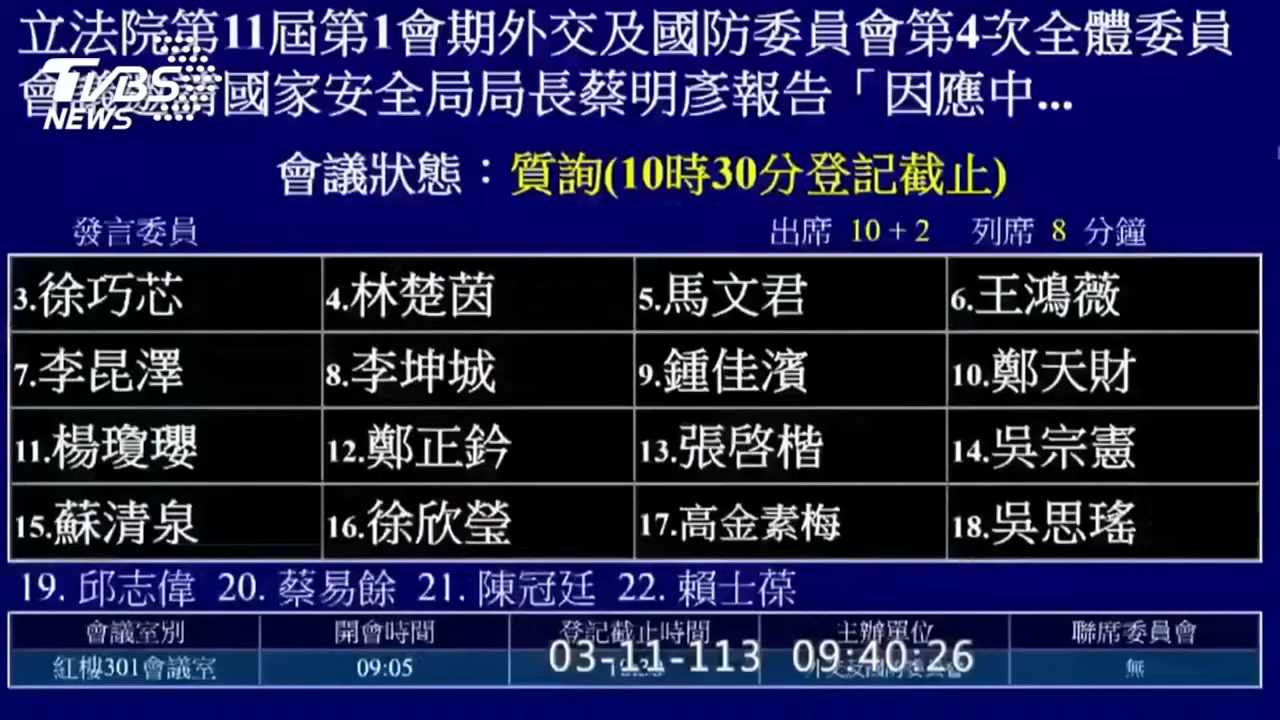 立法院第11屆第1會期外交及國防委員會第4次全體委員
國家安全局局長蔡明彥報告「因應中...
TVBS
NEWS
會議狀態：質詢(10時30分登記截止)
發言委員 出席 10+2 列席 8 分鐘
3.徐巧芯 4.林楚茵 5.馬文君 6.王鴻薇
7.李昆澤 8.李坤城 9.鍾佳濱 10.鄭天財
11.楊瓊瓔 12.鄭正鈐 13.張啓楷 14.吳宗憲
15.蘇清泉 16.徐欣瑩 17.高金素梅 18.吳思瑤
19. 邱志偉 20. 蔡易餘 21. 陳冠廷 22. 賴士葆
會議室別 開會時間 登記截止時間 主辦單位 聯席委員會
紅樓301會議室 09:05 無
03-11-113 09:40:26